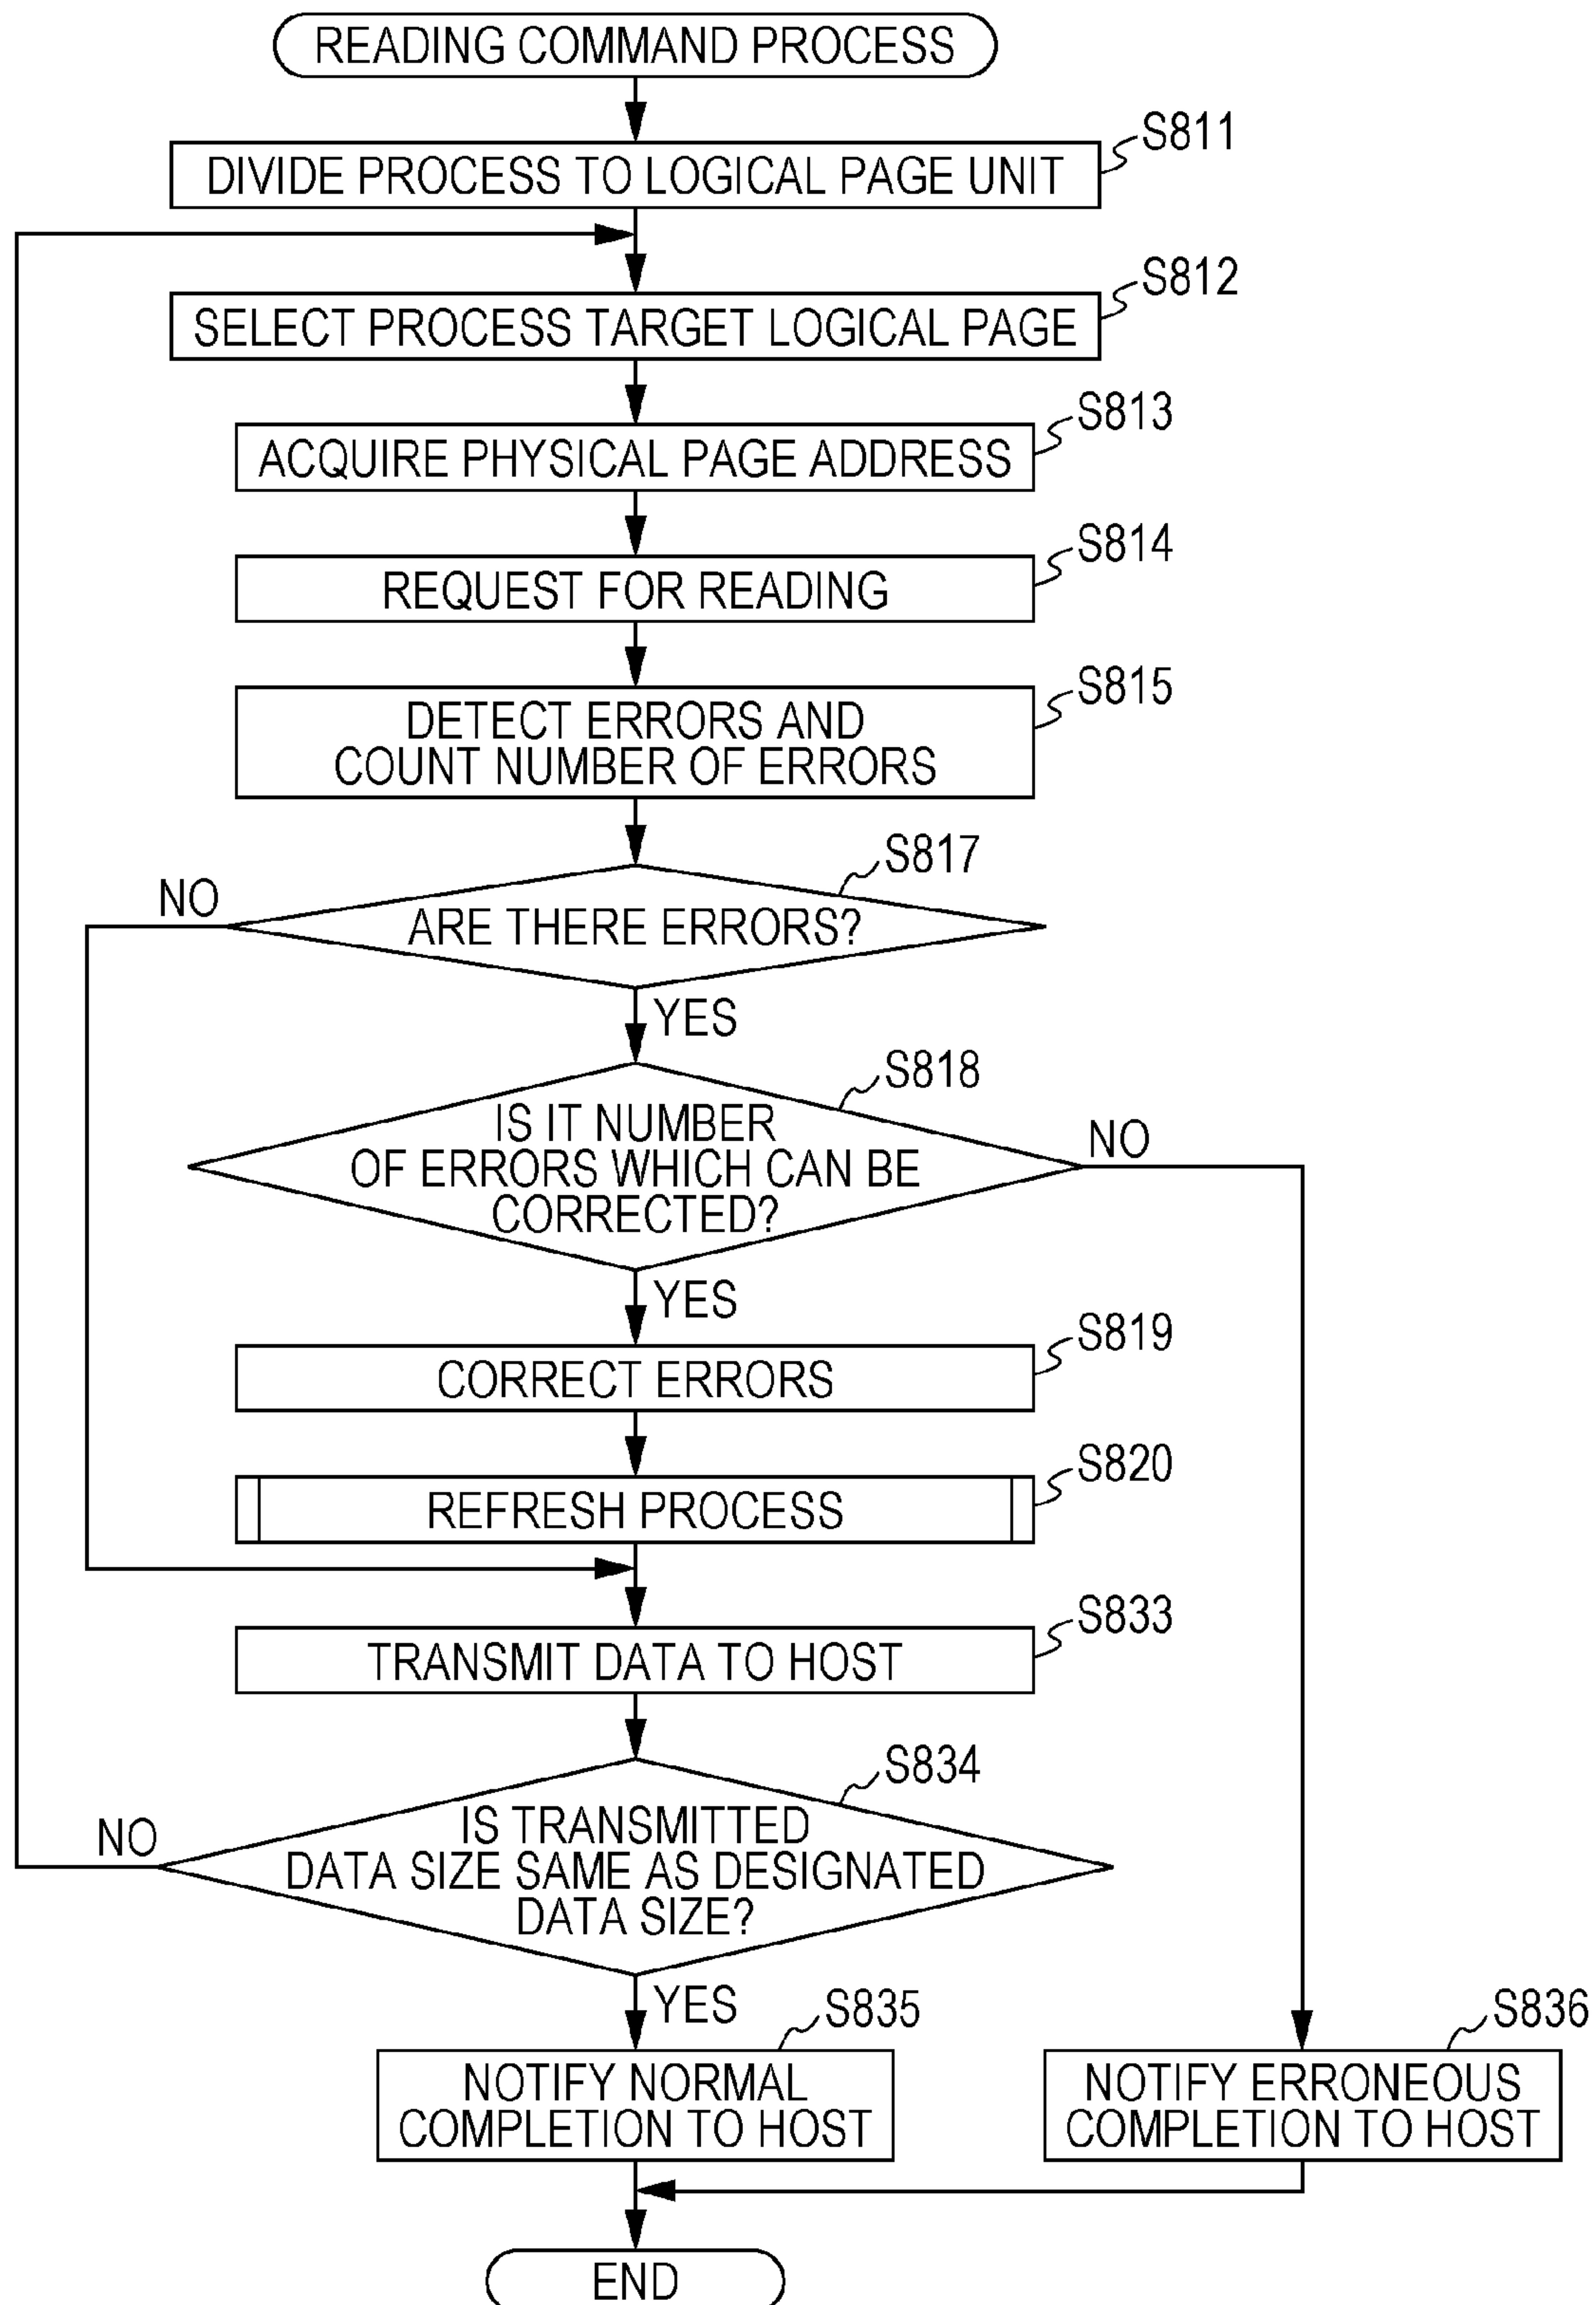 READING COMMAND PROCESS
S811
DIVIDE PROCESS TO LOGICAL PAGE UNIT
S812
SELECT PROCESS TARGET LOGICAL PAGE
S813
ACQUIRE PHYSICAL PAGE ADDRESS
S814
REQUEST FOR READING
S815
DETECT ERRORS AND
COUNT NUMBER OF ERRORS
S817
NO
ARE THERE ERRORS?
YES
S818
IS IT NUMBER
OF ERRORS WHICH CAN BE
CORRECTED?
NO
YES
S819
CORRECT ERRORS
S820
REFRESH PROCESS
S833
TRANSMIT DATA TO HOST
S834
NO
IS TRANSMITTED
DATA SIZE SAME AS DESIGNATED
DATA SIZE?
YES
S835
NOTIFY NORMAL
COMPLETION TO HOST
S836
NOTIFY ERRONEOUS
COMPLETION TO HOST
END